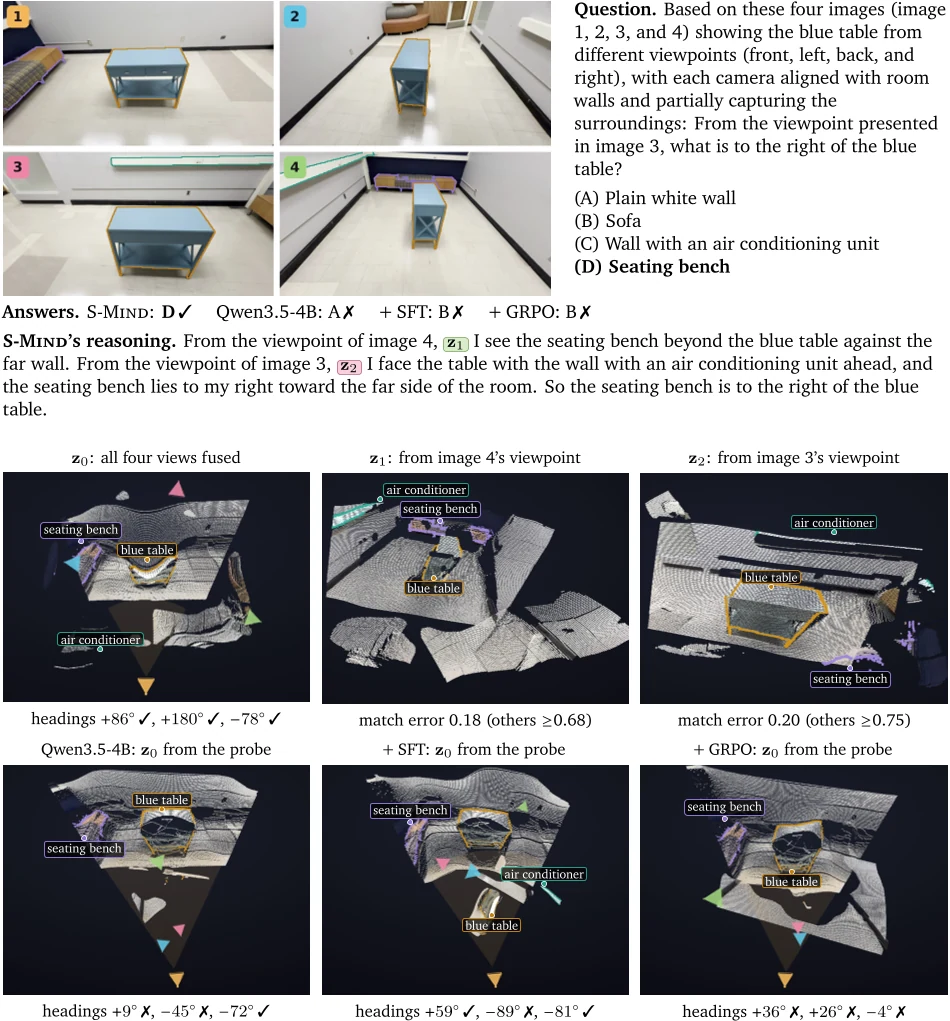 1
2
3
4
Question. Based on these four images (image
1, 2, 3, and 4) showing the blue table from
different viewpoints (front, left, back, and
right), with each camera aligned with room
walls and partially capturing the
surroundings: From the viewpoint presented
in image 3, what is to the right of the blue
table?
(A) Plain white wall
(B) Sofa
(C) Wall with an air conditioning unit
(D) Seating bench
Answers. S-MIND: D✓ Qwen3.5-4B: A✗ + SFT: B✗ + GRPO: B✗
S-MIND's reasoning. From the viewpoint of image 4, z₁ I see the seating bench beyond the blue table against the
far wall. From the viewpoint of image 3, z₂ I face the table with the wall with an air conditioning unit ahead, and
the seating bench lies to my right toward the far side of the room. So the seating bench is to the right of the blue
table.
z₀: all four views fused
z₁: from image 4's viewpoint
z₂: from image 3's viewpoint
seating bench
blue table
air conditioner
air conditioner
seating bench
blue table
air conditioner
blue table
seating bench
headings +86°✓, +180°✓, −78°✓
match error 0.18 (others ≥0.68)
match error 0.20 (others ≥0.75)
Qwen3.5-4B: z₀ from the probe
+ SFT: z₀ from the probe
+ GRPO: z₀ from the probe
blue table
seating bench
seating bench
air conditioner
blue table
seating bench
blue table
headings +9°✗, −45°✗, −72°✓
headings +59°✓, −89°✗, −81°✓
headings +36°✗, +26°✗, −4°✗